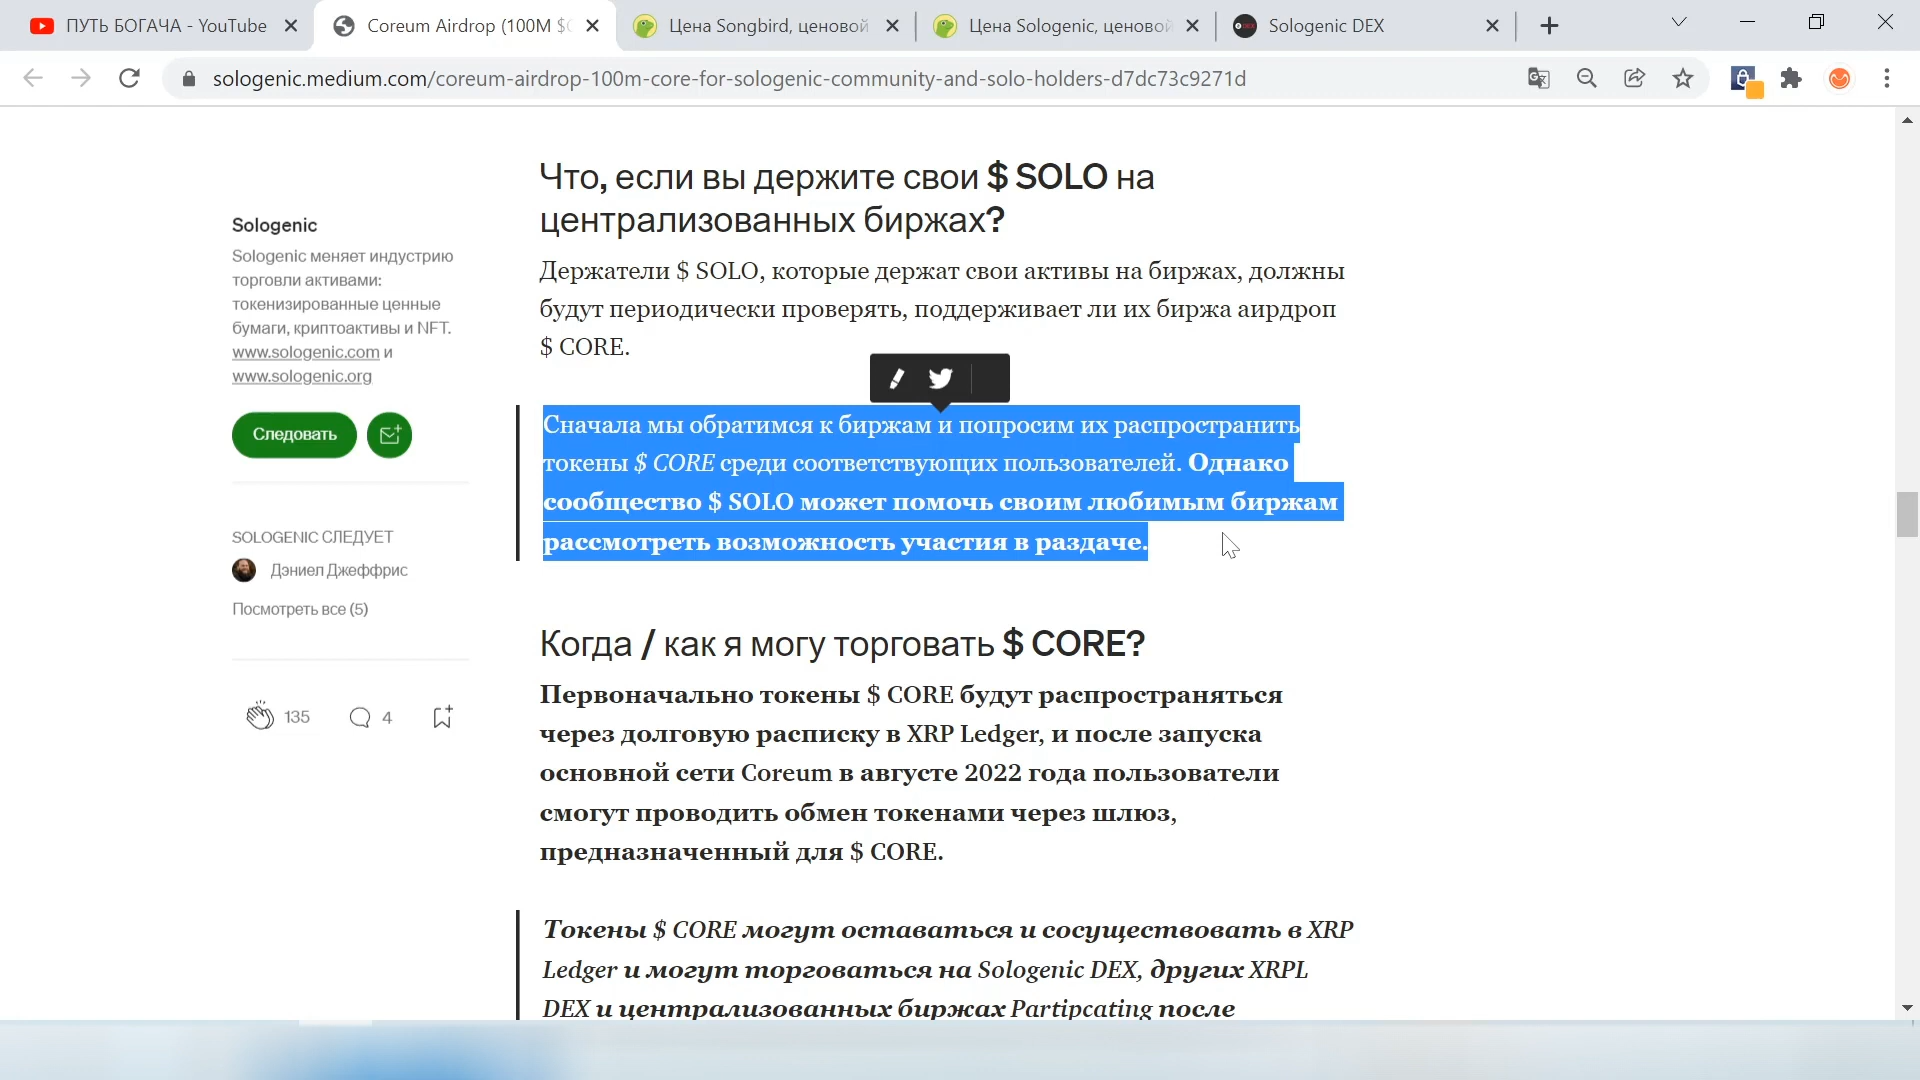 ПУТЬ БОГАЧА - YouTube
Coreum Airdrop (100M $C
Цена Songbird, ценовой
Цена Sologenic, ценовой
Sologenic DEX
sologenic.medium.com/coreum-airdrop-100m-core-for-sologenic-community-and-solo-holders-d7dc73c9271d
Что, если вы держите свои $ SOLO на
централизованных биржах?
Держатели $ SOLO, которые держат свои активы на биржах, должны
будут периодически проверять, поддерживает ли их биржа аирдроп
$ CORE.
Сначала мы обратимся к биржам и попросим их распространить
токены $ CORE среди соответствующих пользователей. Однако
сообщество $ SOLO может помочь своим любимым биржам
рассмотреть возможность участия в раздаче.
Когда / как я могу торговать $ CORE?
Первоначально токены $ CORE будут распространяться
через долговую расписку в XRP Ledger, и после запуска
основной сети Coreum в августе 2022 года пользователи
смогут проводить обмен токенами через шлюз,
предназначенный для $ CORE.
Токены $ CORE могут оставаться и сосуществовать в XRP
Ledger и могут торговаться на Sologenic DEX, других XRPL
DEX и централизованных биржах Partipcating после
Sologenic
Sologenic меняет индустрию
торговли активами:
токенизированные ценные
бумаги, криптоактивы и NFT.
www.sologenic.com и
www.sologenic.org
Следовать
SOLOGENIC СЛЕДУЕТ
Дэниел Джеффрис
Посмотреть все (5)
135
4